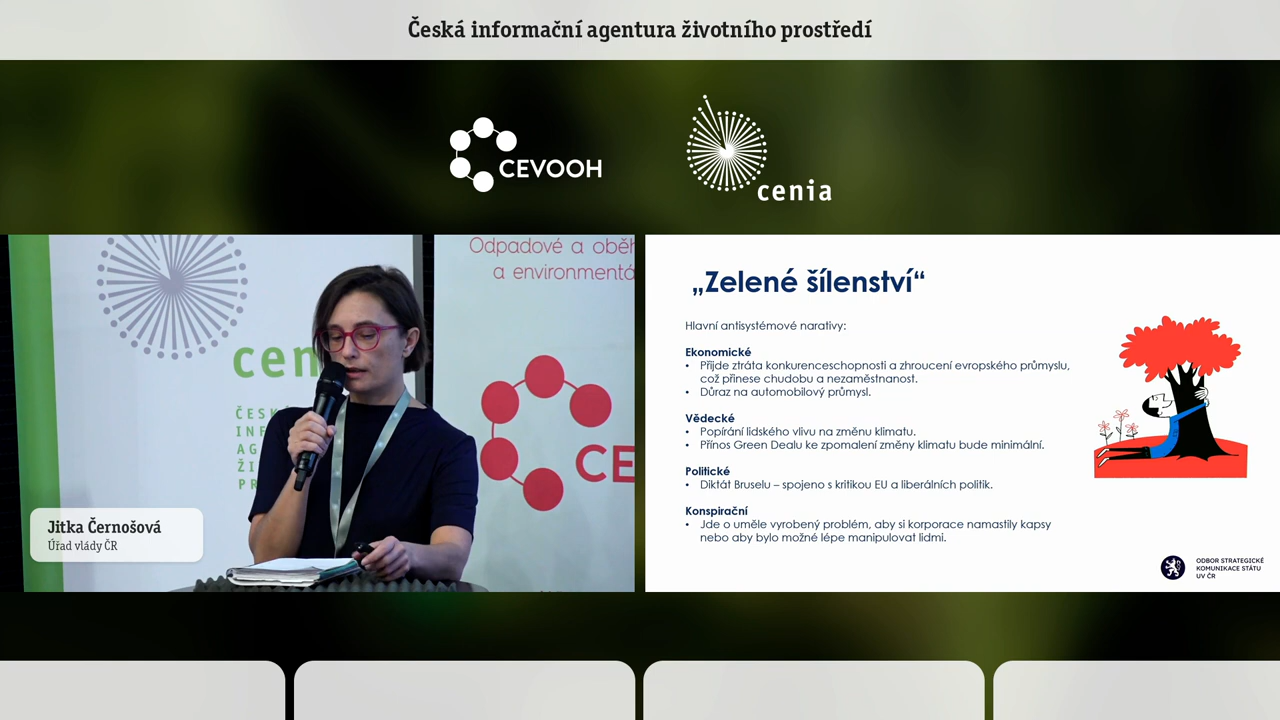 Česká informační agentura životního prostředí
CEVOOH
cenia
Odpadové a oběh
a environmentá
cen
ČESK
INF
AG
ŽI
PR
CE
Jitka Černošová
Úřad vlády ČR
„Zelené šílenství“
Hlavní antisystémové narativy:
Ekonomické
• Přijde ztráta konkurenceschopnosti a zhroucení evropského průmyslu,
což přinese chudobu a nezaměstnanost.
• Důraz na automobilový průmysl.
Vědecké
• Popírání lidského vlivu na změnu klimatu.
• Přínos Green Dealu ke zpomalení změny klimatu bude minimální.
Politické
• Diktát Bruselu – spojeno s kritikou EU a liberálních politik.
Konspirační
• Jde o uměle vyrobený problém, aby si korporace namastily kapsy
nebo aby bylo možné lépe manipulovat lidmi.
ODBOR STRATEGICKÉ
KOMUNIKACE STÁTU
UV ČR